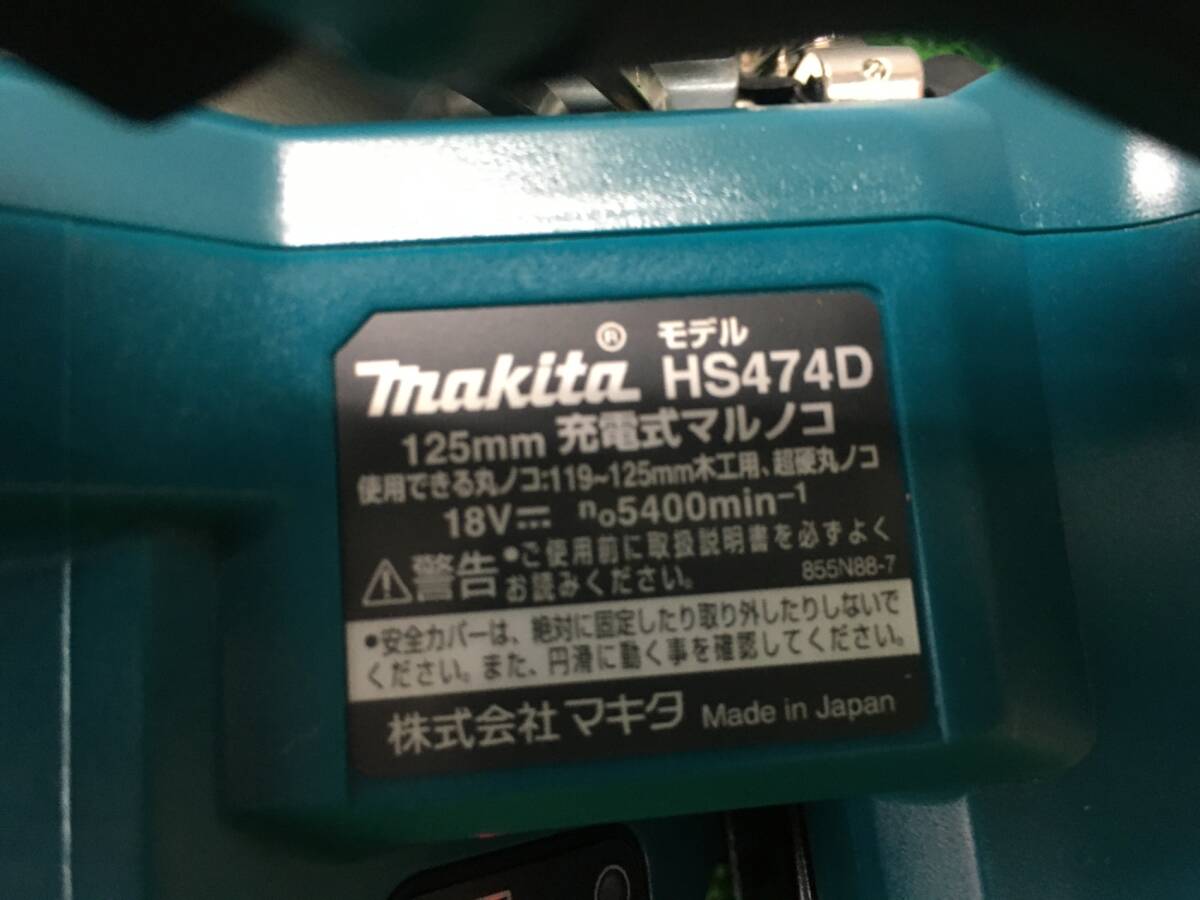 makita® モデル HS474D
125mm 充電式マルノコ
使用できる丸ノコ:119~125mm木工用、超硬丸ノコ
18V⎓ n₀5400min⁻¹
⚠警告 •ご使用前に取扱説明書を必ずよく
お読みください。 855N88-7
•安全カバーは、絶対に固定したり取り外したりしないで
ください。また、円滑に動く事を確認してください。
株式会社マキタ Made in Japan